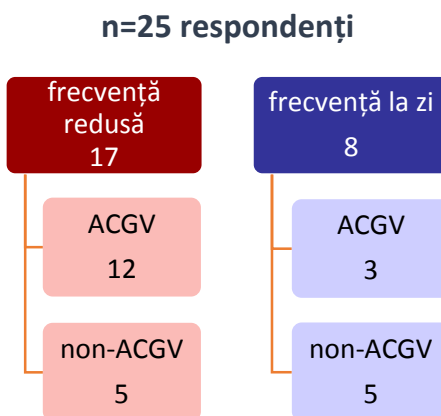 n=25 respondenți
frecvență
redusă
17
ACGV
12
non-ACGV
5
frecvență la zi
8
ACGV
3
non-ACGV
5